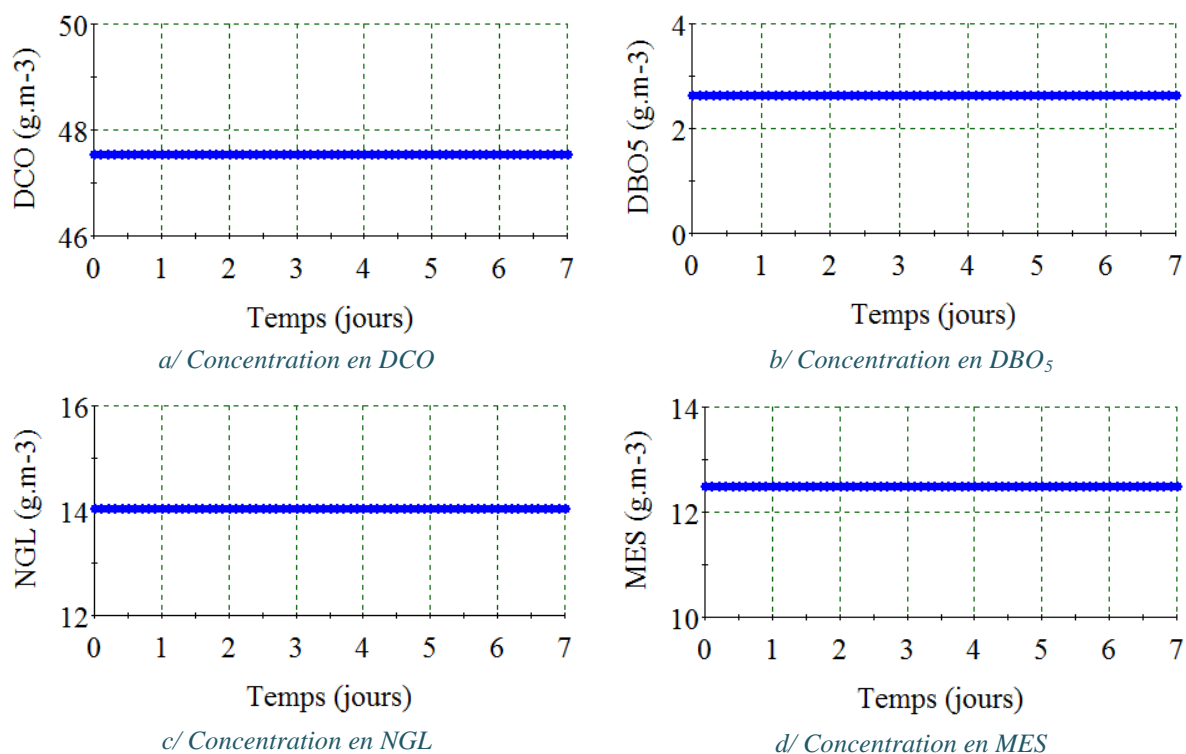 50
48
46
DCO (g.m-3)
0 1 2 3 4 5 6 7
Temps (jours)
a/ Concentration en DCO
4
2
0
DBO5 (g.m-3)
0 1 2 3 4 5 6 7
Temps (jours)
b/ Concentration en DBO₅
16
14
12
NGL (g.m-3)
0 1 2 3 4 5 6 7
Temps (jours)
c/ Concentration en NGL
14
12
10
MES (g.m-3)
0 1 2 3 4 5 6 7
Temps (jours)
d/ Concentration en MES